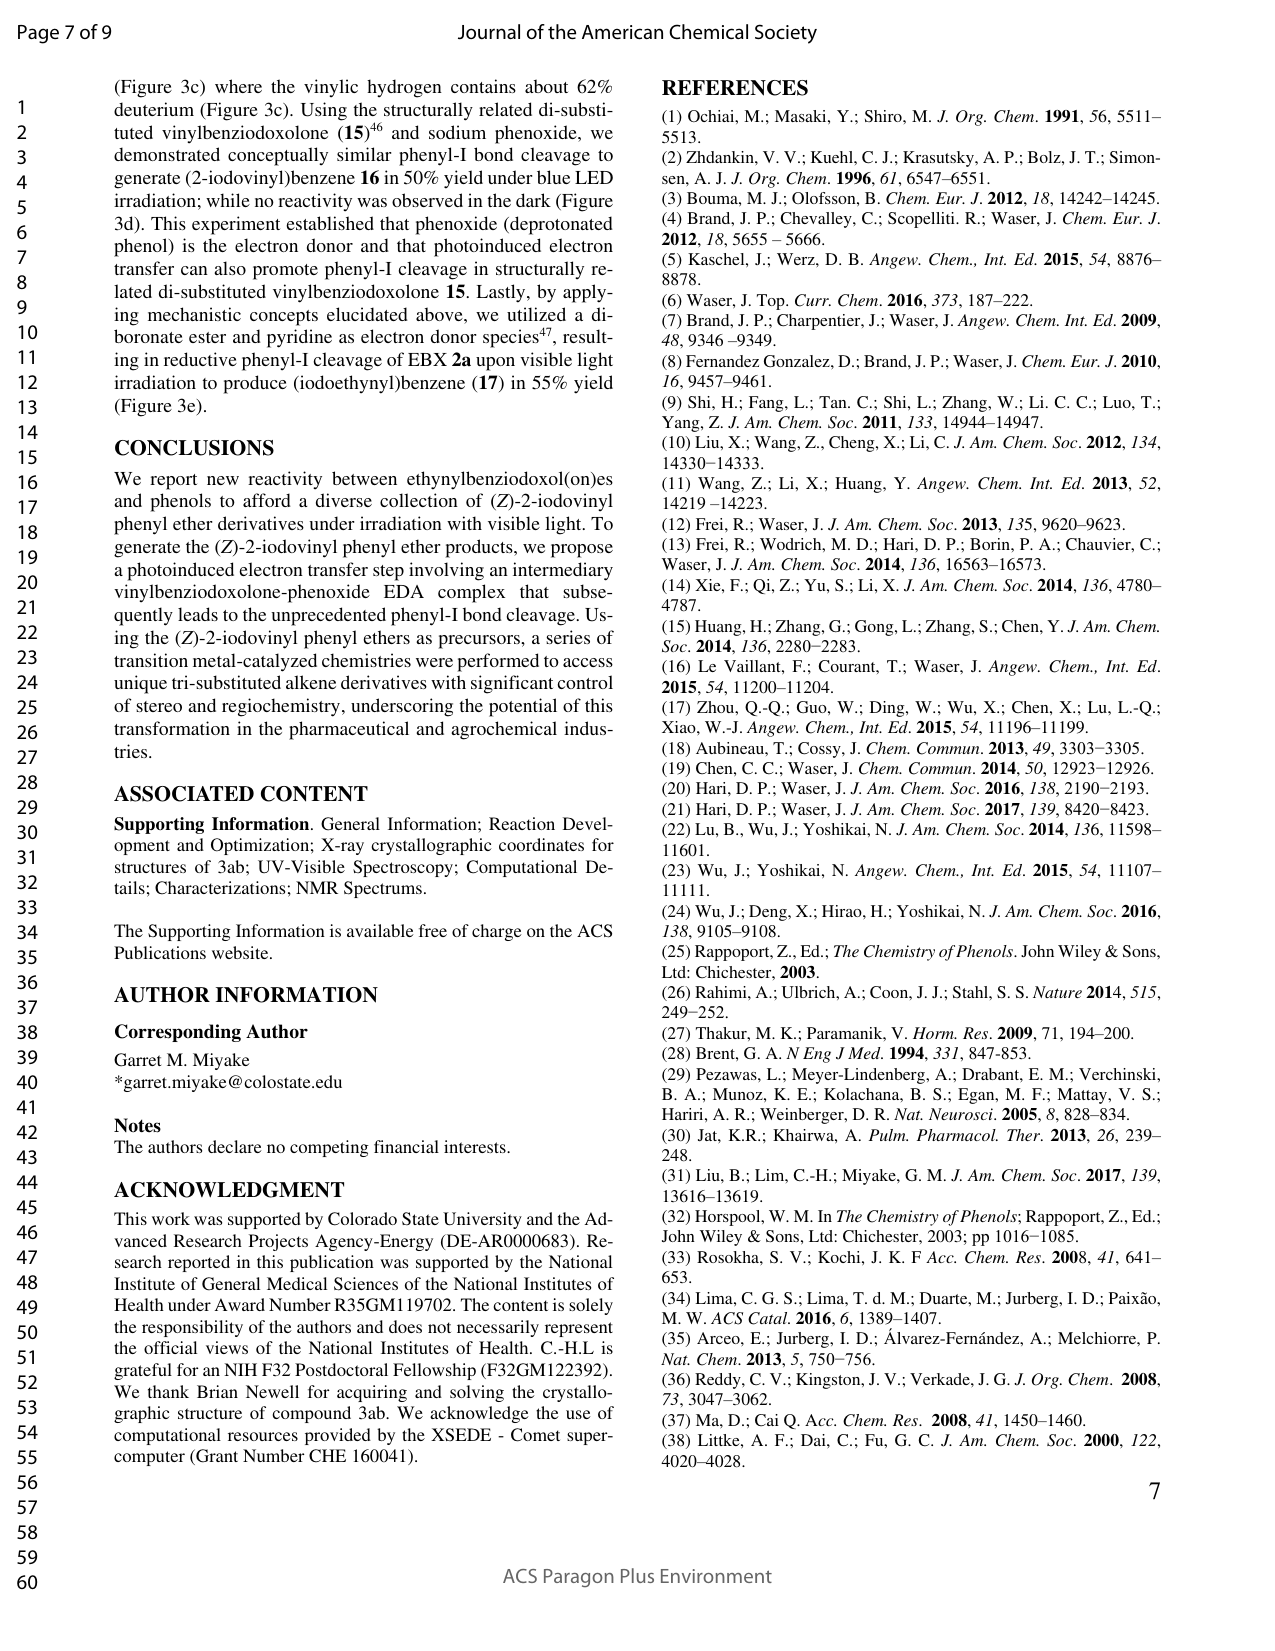 Page 7 of 9
Journal of the American Chemical Society
1
2
3
4
5
6
7
8
9
10
11
12
13
14
15
16
17
18
19
20
21
22
23
24
25
26
27
28
29
30
31
32
33
34
35
36
37
38
39
40
41
42
43
44
45
46
47
48
49
50
51
52
53
54
55
56
57
58
59
60
(Figure 3c) where the vinylic hydrogen contains about 62%
deuterium (Figure 3c). Using the structurally related di-substi-
tuted vinylbenziodoxolone (15)46 and sodium phenoxide, we
demonstrated conceptually similar phenyl-I bond cleavage to
generate (2-iodovinyl)benzene 16 in 50% yield under blue LED
irradiation; while no reactivity was observed in the dark (Figure
3d). This experiment established that phenoxide (deprotonated
phenol) is the electron donor and that photoinduced electron
transfer can also promote phenyl-I cleavage in structurally re-
lated di-substituted vinylbenziodoxolone 15. Lastly, by apply-
ing mechanistic concepts elucidated above, we utilized a di-
boronate ester and pyridine as electron donor species47, result-
ing in reductive phenyl-I cleavage of EBX 2a upon visible light
irradiation to produce (iodoethynyl)benzene (17) in 55% yield
(Figure 3e).
CONCLUSIONS
We report new reactivity between ethynylbenziodoxol(on)es
and phenols to afford a diverse collection of (Z)-2-iodovinyl
phenyl ether derivatives under irradiation with visible light. To
generate the (Z)-2-iodovinyl phenyl ether products, we propose
a photoinduced electron transfer step involving an intermediary
vinylbenziodoxolone-phenoxide EDA complex that subse-
quently leads to the unprecedented phenyl-I bond cleavage. Us-
ing the (Z)-2-iodovinyl phenyl ethers as precursors, a series of
transition metal-catalyzed chemistries were performed to access
unique tri-substituted alkene derivatives with significant control
of stereo and regiochemistry, underscoring the potential of this
transformation in the pharmaceutical and agrochemical indus-
tries.
ASSOCIATED CONTENT
Supporting Information. General Information; Reaction Devel-
opment and Optimization; X-ray crystallographic coordinates for
structures of 3ab; UV-Visible Spectroscopy; Computational De-
tails; Characterizations; NMR Spectrums.
The Supporting Information is available free of charge on the ACS
Publications website.
AUTHOR INFORMATION
Corresponding Author
Garret M. Miyake
*garret.miyake@colostate.edu
Notes
The authors declare no competing financial interests.
ACKNOWLEDGMENT
This work was supported by Colorado State University and the Ad-
vanced Research Projects Agency-Energy (DE-AR0000683). Re-
search reported in this publication was supported by the National
Institute of General Medical Sciences of the National Institutes of
Health under Award Number R35GM119702. The content is solely
the responsibility of the authors and does not necessarily represent
the official views of the National Institutes of Health. C.-H.L is
grateful for an NIH F32 Postdoctoral Fellowship (F32GM122392).
We thank Brian Newell for acquiring and solving the crystallo-
graphic structure of compound 3ab. We acknowledge the use of
computational resources provided by the XSEDE - Comet super-
computer (Grant Number CHE 160041).
REFERENCES
(1) Ochiai, M.; Masaki, Y.; Shiro, M. J. Org. Chem. 1991, 56, 5511–
5513.
(2) Zhdankin, V. V.; Kuehl, C. J.; Krasutsky, A. P.; Bolz, J. T.; Simon-
sen, A. J. J. Org. Chem. 1996, 61, 6547–6551.
(3) Bouma, M. J.; Olofsson, B. Chem. Eur. J. 2012, 18, 14242–14245.
(4) Brand, J. P.; Chevalley, C.; Scopelliti. R.; Waser, J. Chem. Eur. J.
2012, 18, 5655 – 5666.
(5) Kaschel, J.; Werz, D. B. Angew. Chem., Int. Ed. 2015, 54, 8876–
8878.
(6) Waser, J. Top. Curr. Chem. 2016, 373, 187–222.
(7) Brand, J. P.; Charpentier, J.; Waser, J. Angew. Chem. Int. Ed. 2009,
48, 9346 –9349.
(8) Fernandez Gonzalez, D.; Brand, J. P.; Waser, J. Chem. Eur. J. 2010,
16, 9457–9461.
(9) Shi, H.; Fang, L.; Tan. C.; Shi, L.; Zhang, W.; Li. C. C.; Luo, T.;
Yang, Z. J. Am. Chem. Soc. 2011, 133, 14944–14947.
(10) Liu, X.; Wang, Z., Cheng, X.; Li, C. J. Am. Chem. Soc. 2012, 134,
14330−14333.
(11) Wang, Z.; Li, X.; Huang, Y. Angew. Chem. Int. Ed. 2013, 52,
14219 –14223.
(12) Frei, R.; Waser, J. J. Am. Chem. Soc. 2013, 135, 9620–9623.
(13) Frei, R.; Wodrich, M. D.; Hari, D. P.; Borin, P. A.; Chauvier, C.;
Waser, J. J. Am. Chem. Soc. 2014, 136, 16563–16573.
(14) Xie, F.; Qi, Z.; Yu, S.; Li, X. J. Am. Chem. Soc. 2014, 136, 4780–
4787.
(15) Huang, H.; Zhang, G.; Gong, L.; Zhang, S.; Chen, Y. J. Am. Chem.
Soc. 2014, 136, 2280−2283.
(16) Le Vaillant, F.; Courant, T.; Waser, J. Angew. Chem., Int. Ed.
2015, 54, 11200–11204.
(17) Zhou, Q.-Q.; Guo, W.; Ding, W.; Wu, X.; Chen, X.; Lu, L.-Q.;
Xiao, W.-J. Angew. Chem., Int. Ed. 2015, 54, 11196–11199.
(18) Aubineau, T.; Cossy, J. Chem. Commun. 2013, 49, 3303−3305.
(19) Chen, C. C.; Waser, J. Chem. Commun. 2014, 50, 12923−12926.
(20) Hari, D. P.; Waser, J. J. Am. Chem. Soc. 2016, 138, 2190−2193.
(21) Hari, D. P.; Waser, J. J. Am. Chem. Soc. 2017, 139, 8420−8423.
(22) Lu, B., Wu, J.; Yoshikai, N. J. Am. Chem. Soc. 2014, 136, 11598–
11601.
(23) Wu, J.; Yoshikai, N. Angew. Chem., Int. Ed. 2015, 54, 11107–
11111.
(24) Wu, J.; Deng, X.; Hirao, H.; Yoshikai, N. J. Am. Chem. Soc. 2016,
138, 9105–9108.
(25) Rappoport, Z., Ed.; The Chemistry of Phenols. John Wiley & Sons,
Ltd: Chichester, 2003.
(26) Rahimi, A.; Ulbrich, A.; Coon, J. J.; Stahl, S. S. Nature 2014, 515,
249−252.
(27) Thakur, M. K.; Paramanik, V. Horm. Res. 2009, 71, 194–200.
(28) Brent, G. A. N Eng J Med. 1994, 331, 847-853.
(29) Pezawas, L.; Meyer-Lindenberg, A.; Drabant, E. M.; Verchinski,
B. A.; Munoz, K. E.; Kolachana, B. S.; Egan, M. F.; Mattay, V. S.;
Hariri, A. R.; Weinberger, D. R. Nat. Neurosci. 2005, 8, 828–834.
(30) Jat, K.R.; Khairwa, A. Pulm. Pharmacol. Ther. 2013, 26, 239–
248.
(31) Liu, B.; Lim, C.-H.; Miyake, G. M. J. Am. Chem. Soc. 2017, 139,
13616–13619.
(32) Horspool, W. M. In The Chemistry of Phenols; Rappoport, Z., Ed.;
John Wiley & Sons, Ltd: Chichester, 2003; pp 1016−1085.
(33) Rosokha, S. V.; Kochi, J. K. F Acc. Chem. Res. 2008, 41, 641–
653.
(34) Lima, C. G. S.; Lima, T. d. M.; Duarte, M.; Jurberg, I. D.; Paixão,
M. W. ACS Catal. 2016, 6, 1389–1407.
(35) Arceo, E.; Jurberg, I. D.; Álvarez-Fernández, A.; Melchiorre, P.
Nat. Chem. 2013, 5, 750−756.
(36) Reddy, C. V.; Kingston, J. V.; Verkade, J. G. J. Org. Chem. 2008,
73, 3047–3062.
(37) Ma, D.; Cai Q. Acc. Chem. Res. 2008, 41, 1450–1460.
(38) Littke, A. F.; Dai, C.; Fu, G. C. J. Am. Chem. Soc. 2000, 122,
4020–4028.
7
ACS Paragon Plus Environment